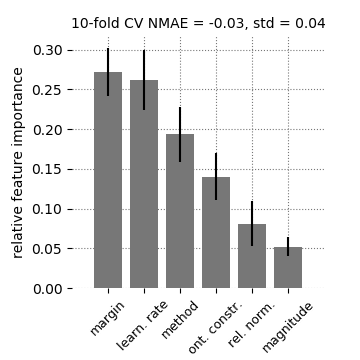 10-fold CV NMAE = -0.03, std = 0.04
relative feature importance
0.30
0.25
0.20
0.15
0.10
0.05
0.00
margin
learn. rate
method
ont. constr.
rel. norm.
magnitude